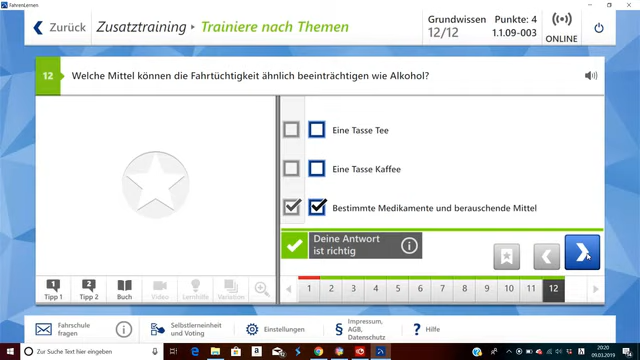 FahrenLernen
Zurück
Zusatztraining ▸ Trainiere nach Themen
Grundwissen
12/12
Punkte: 4
1.1.09-003
ONLINE
12
Welche Mittel können die Fahrtüchtigkeit ähnlich beeinträchtigen wie Alkohol?
Eine Tasse Tee
Eine Tasse Kaffee
Bestimmte Medikamente und berauschende Mittel
Deine Antwort
ist richtig
1
Tipp 1
2
Tipp 2
Buch
Video
Lernhilfe
Variation
1 2 3 4 5 6 7 8 9 10 11 12
Fahrschule
fragen
Selbstlerneinheit
und Voting
Einstellungen
§
Impressum,
AGB,
Datenschutz
?
Hilfe
Zur Suche Text hier eingeben
20:20
09.03.2019